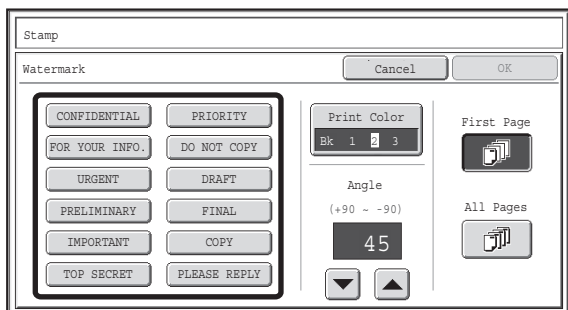 Stamp
Watermark Cancel OK
CONFIDENTIAL PRIORITY
FOR YOUR INFO. DO NOT COPY
URGENT DRAFT
PRELIMINARY FINAL
IMPORTANT COPY
TOP SECRET PLEASE REPLY
Print Color
Bk 1 2 3
Angle
(+90 ~ -90)
45
First Page
All Pages